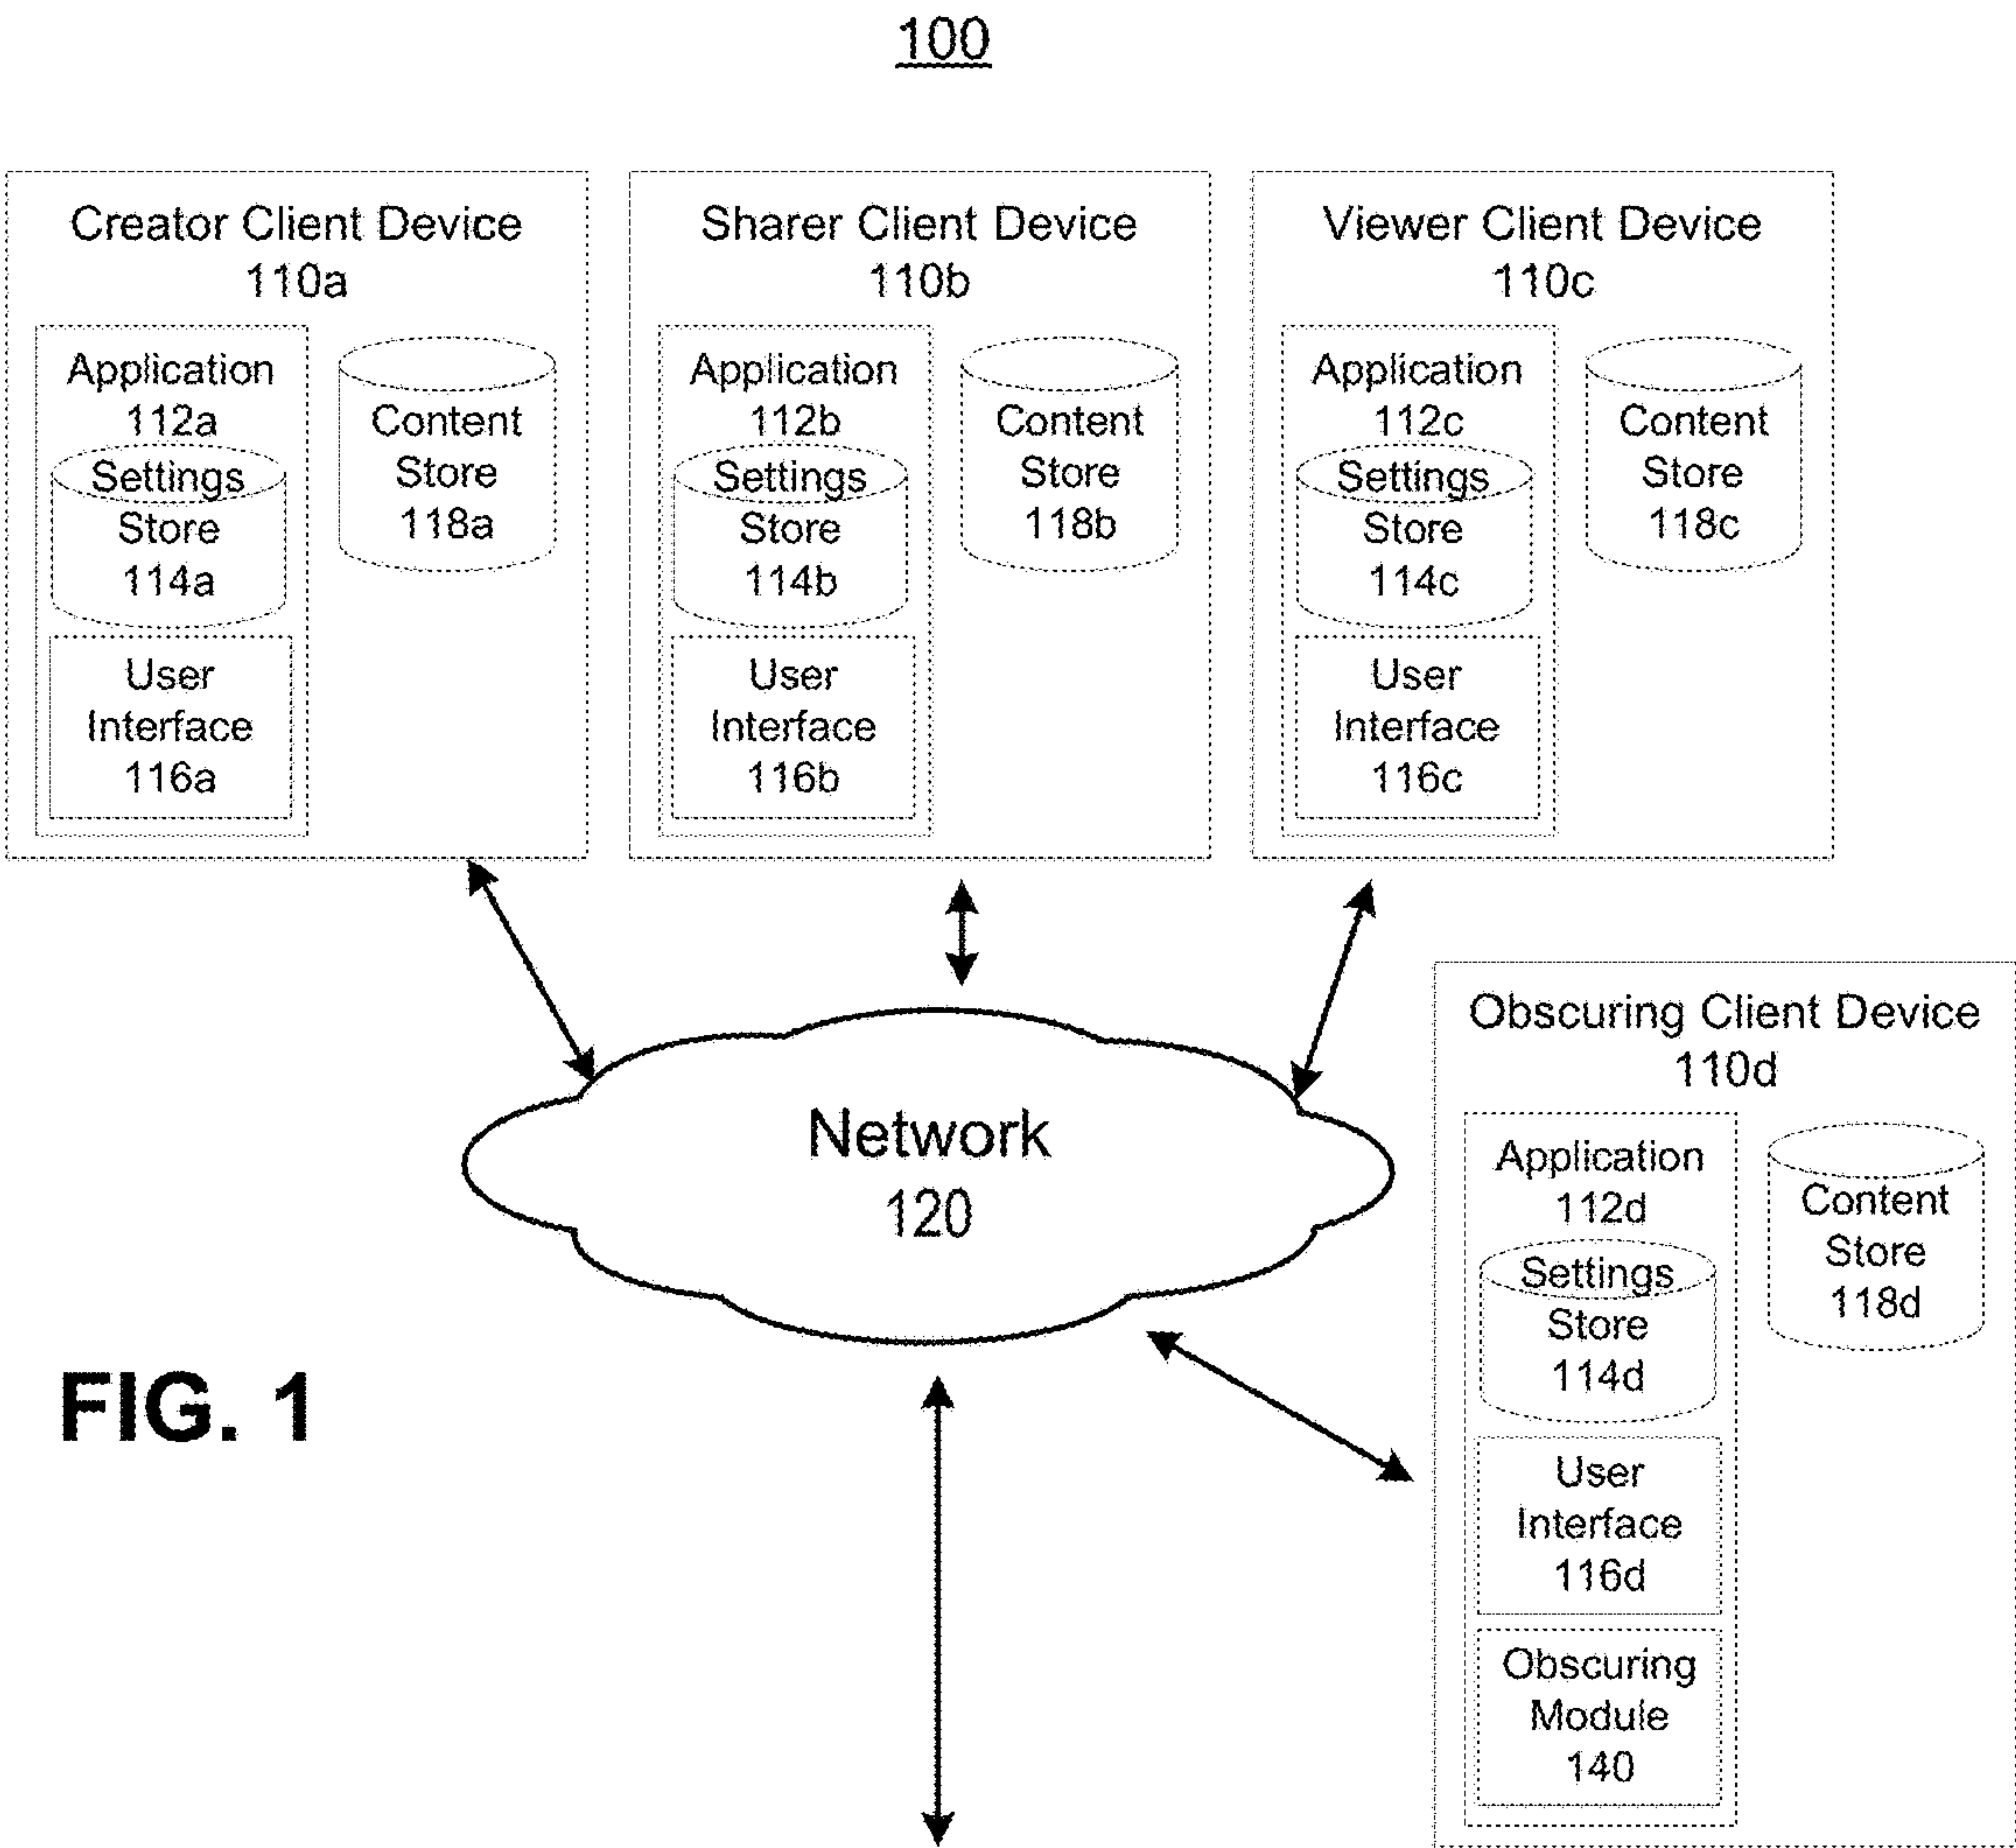 100
Creator Client Device
110a
Application
112a
Settings
Store
114a
User
Interface
116a
Content
Store
118a
Sharer Client Device
110b
Application
112b
Settings
Store
114b
User
Interface
116b
Content
Store
118b
Viewer Client Device
110c
Application
112c
Settings
Store
114c
User
Interface
116c
Content
Store
118c
Network
120
Obscuring Client Device
110d
Application
112d
Settings
Store
114d
User
Interface
116d
Obscuring
Module
140
Content
Store
118d
FIG. 1